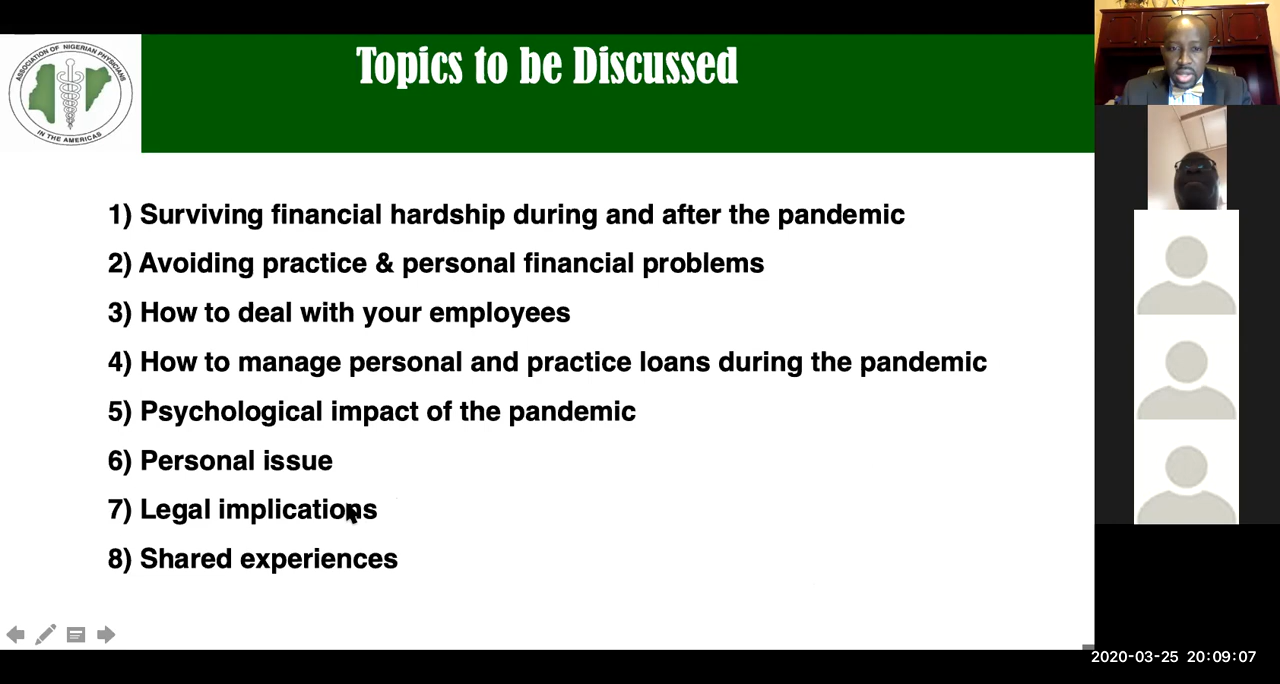 ASSOCIATION OF NIGERIAN PHYSICIANS
IN THE AMERICAS
Topics to be Discussed
1) Surviving financial hardship during and after the pandemic
2) Avoiding practice & personal financial problems
3) How to deal with your employees
4) How to manage personal and practice loans during the pandemic
5) Psychological impact of the pandemic
6) Personal issue
7) Legal implications
8) Shared experiences
2020-03-25 20:09:07